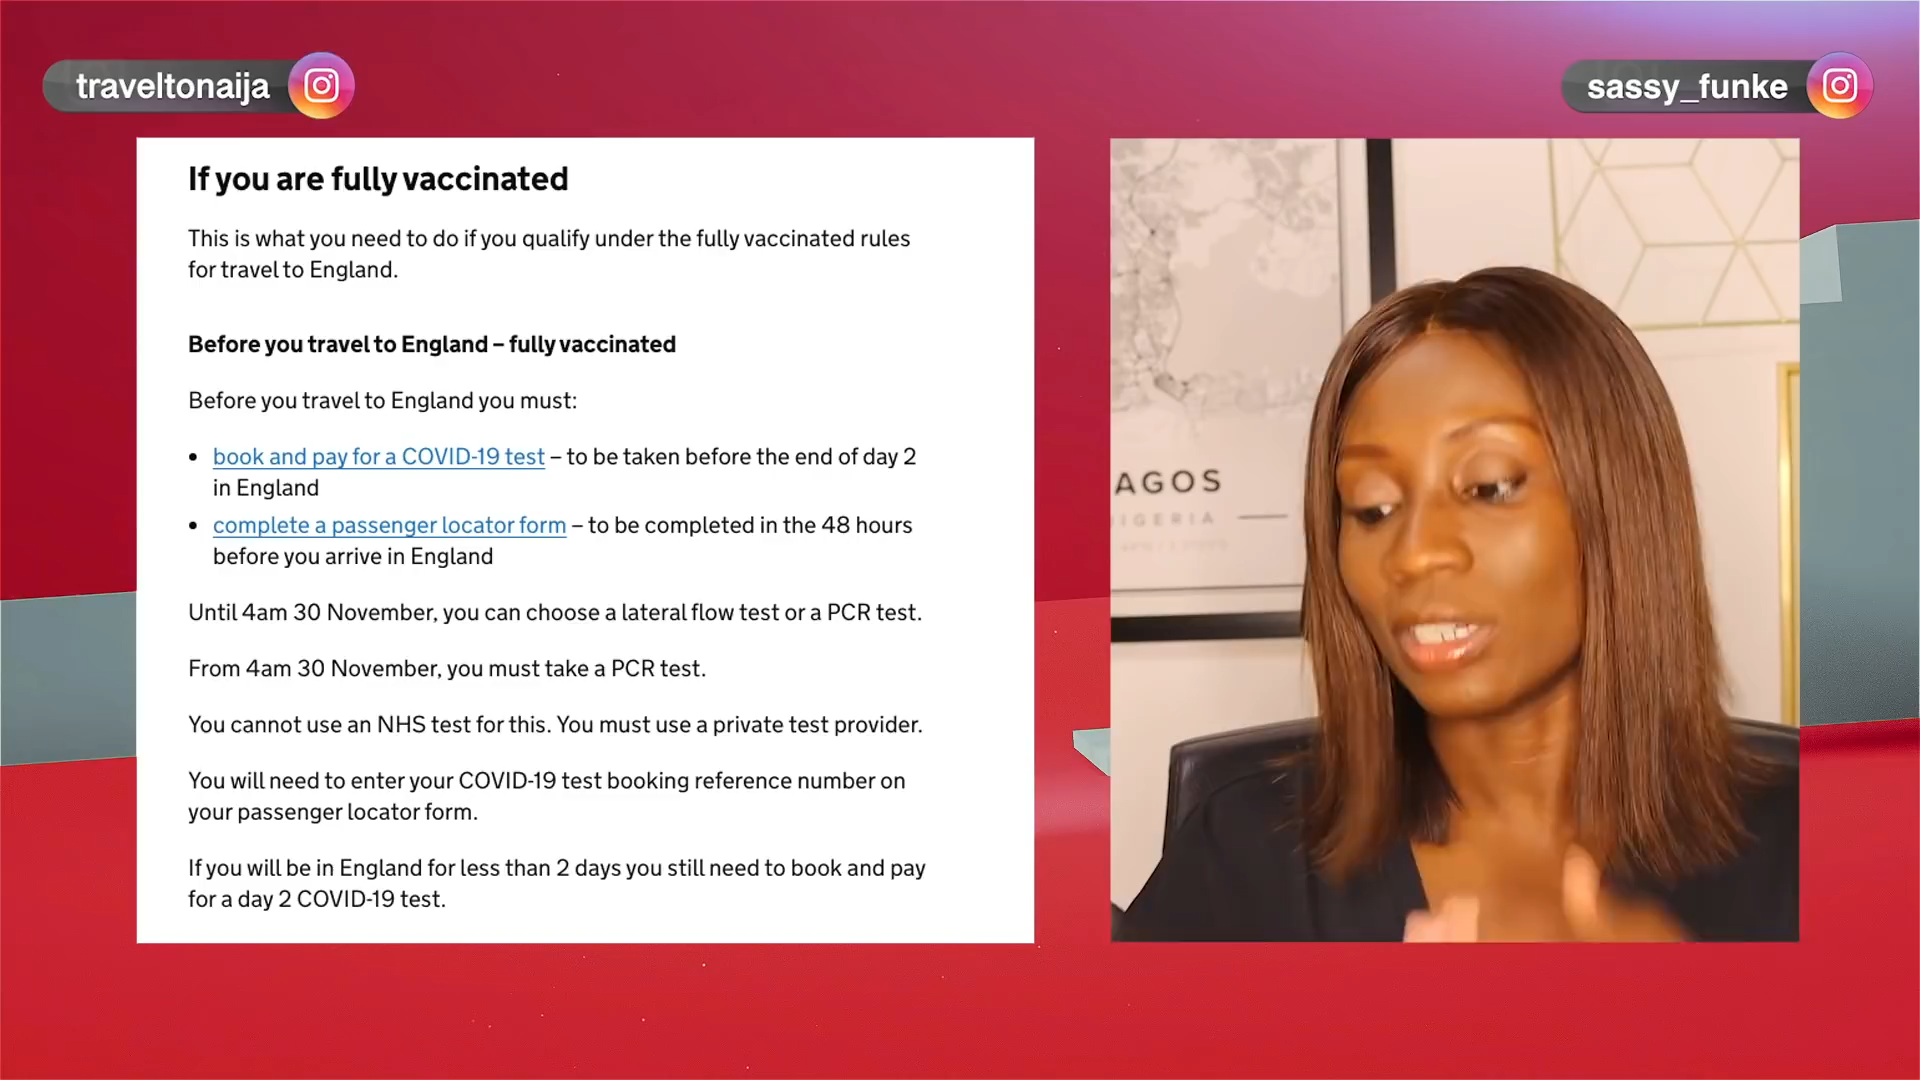 traveltonaija
sassy_funke
If you are fully vaccinated
This is what you need to do if you qualify under the fully vaccinated rules
for travel to England.
Before you travel to England – fully vaccinated
Before you travel to England you must:
• book and pay for a COVID-19 test – to be taken before the end of day 2
in England
• complete a passenger locator form – to be completed in the 48 hours
before you arrive in England
Until 4am 30 November, you can choose a lateral flow test or a PCR test.
From 4am 30 November, you must take a PCR test.
You cannot use an NHS test for this. You must use a private test provider.
You will need to enter your COVID-19 test booking reference number on
your passenger locator form.
If you will be in England for less than 2 days you still need to book and pay
for a day 2 COVID-19 test.
AGOS
IGERIA